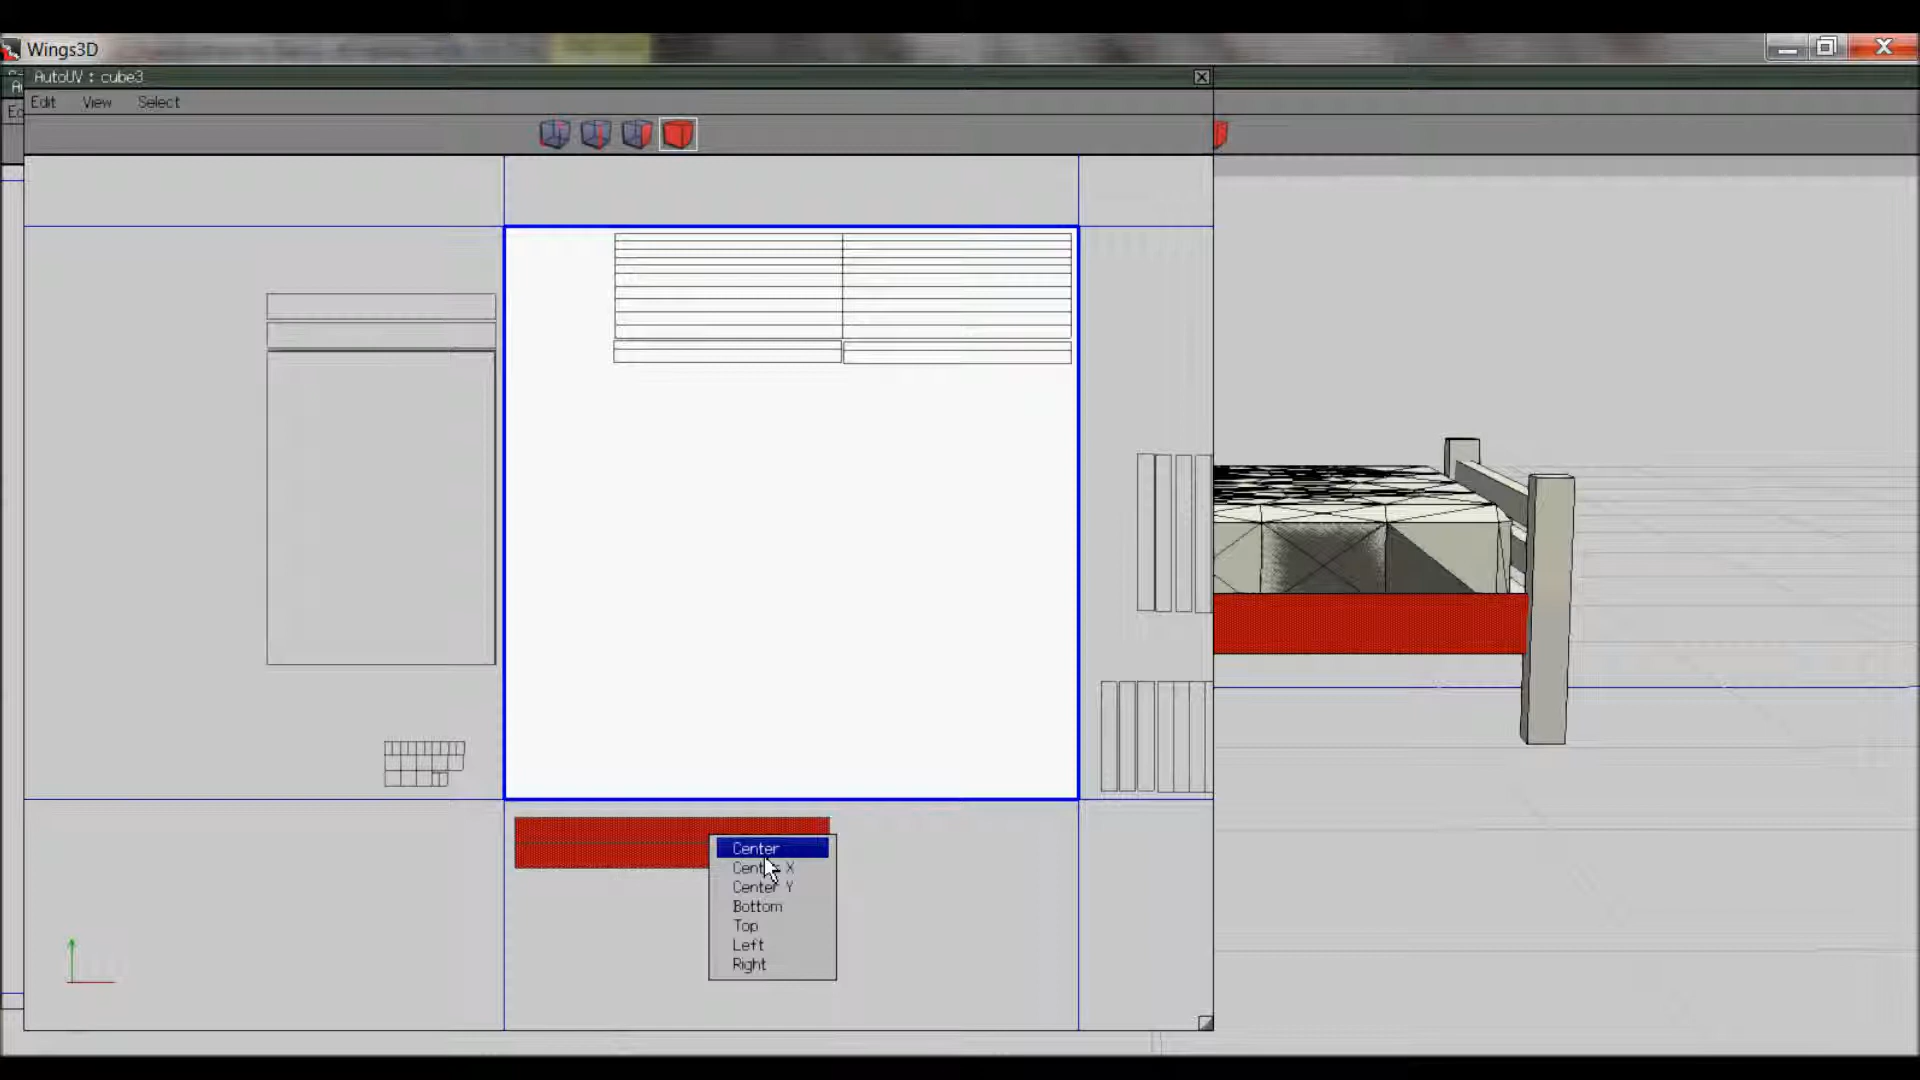 Wings3D
AutoUV : cube3
Edit View Select
Center
Center X
Center Y
Bottom
Top
Left
Right